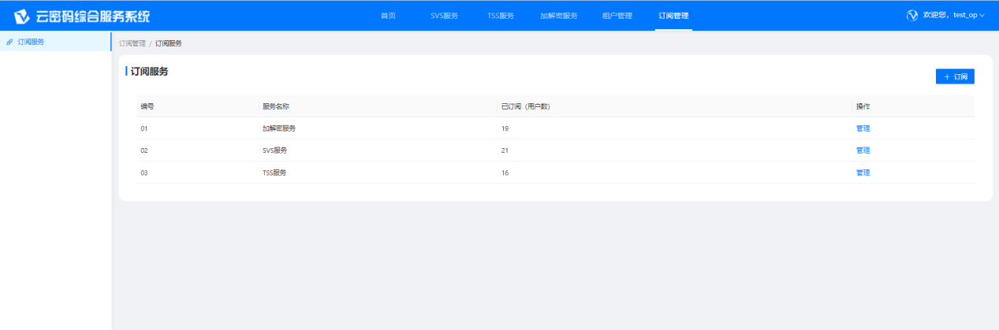 云密码综合服务系统 首页 SVS服务 TSS服务 加解密服务 租户管理 订阅管理 欢迎您，test_op
订阅服务
订阅管理 / 订阅服务
订阅服务
+ 订阅
编号 服务名称 已订阅（用户数） 操作
01 加解密服务 19 管理
02 SVS服务 21 管理
03 TSS服务 16 管理